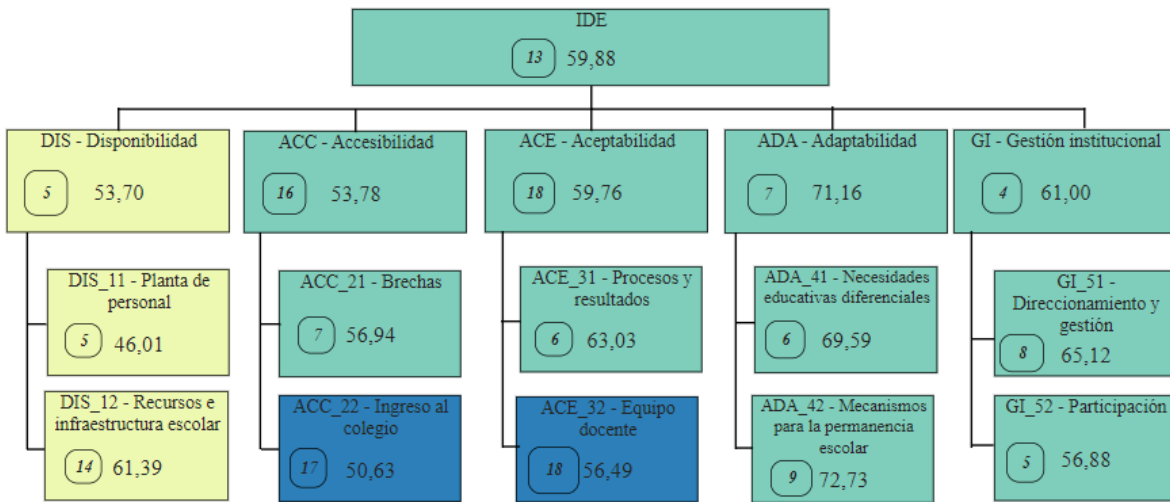 IDE
13 59,88
DIS - Disponibilidad
5 53,70
ACC - Accesibilidad
16 53,78
ACE - Aceptabilidad
18 59,76
ADA - Adaptabilidad
7 71,16
GI - Gestión institucional
4 61,00
DIS_11 - Planta de
personal
5 46,01
ACC_21 - Brechas
7 56,94
ACE_31 - Procesos y
resultados
6 63,03
ADA_41 - Necesidades
educativas diferenciales
6 69,59
GI_51 -
Direccionamiento y
gestión
8 65,12
DIS_12 - Recursos e
infraestructura escolar
14 61,39
ACC_22 - Ingreso al
colegio
17 50,63
ACE_32 - Equipo
docente
18 56,49
ADA_42 - Mecanismos
para la permanencia
escolar
9 72,73
GI_52 - Participación
5 56,88